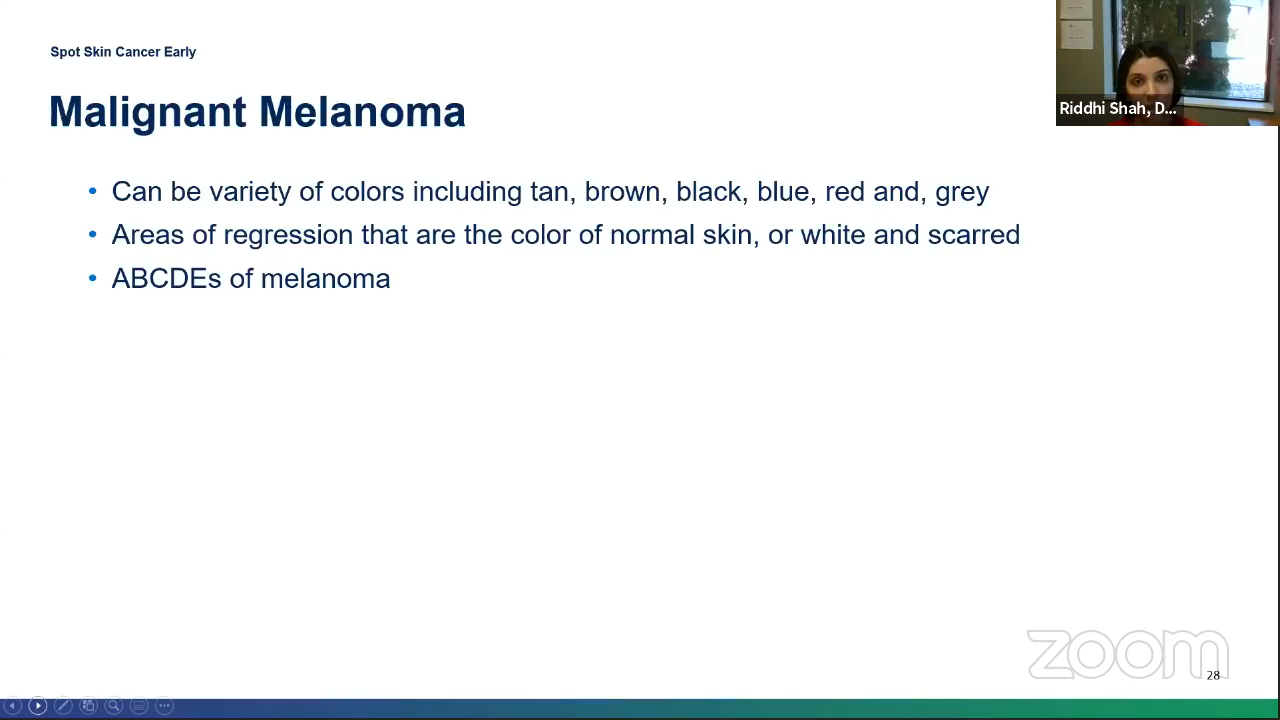 Spot Skin Cancer Early
Malignant Melanoma
• Can be variety of colors including tan, brown, black, blue, red and, grey
• Areas of regression that are the color of normal skin, or white and scarred
• ABCDEs of melanoma
Riddhi Shah, D...
zoom
28